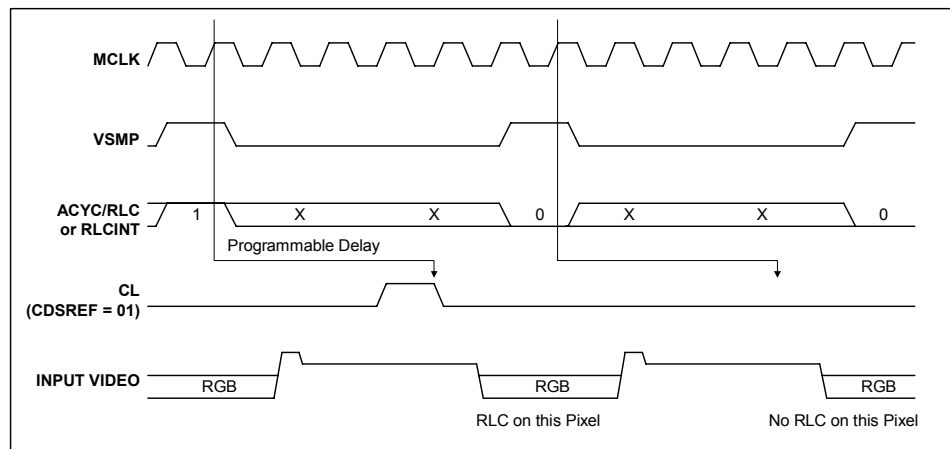 MCLK
VSMP
ACYC/RLC
or RLCINT
1 X X 0 X X 0
Programmable Delay
CL
(CDSREF = 01)
INPUT VIDEO
RGB RGB RGB
RLC on this Pixel No RLC on this Pixel